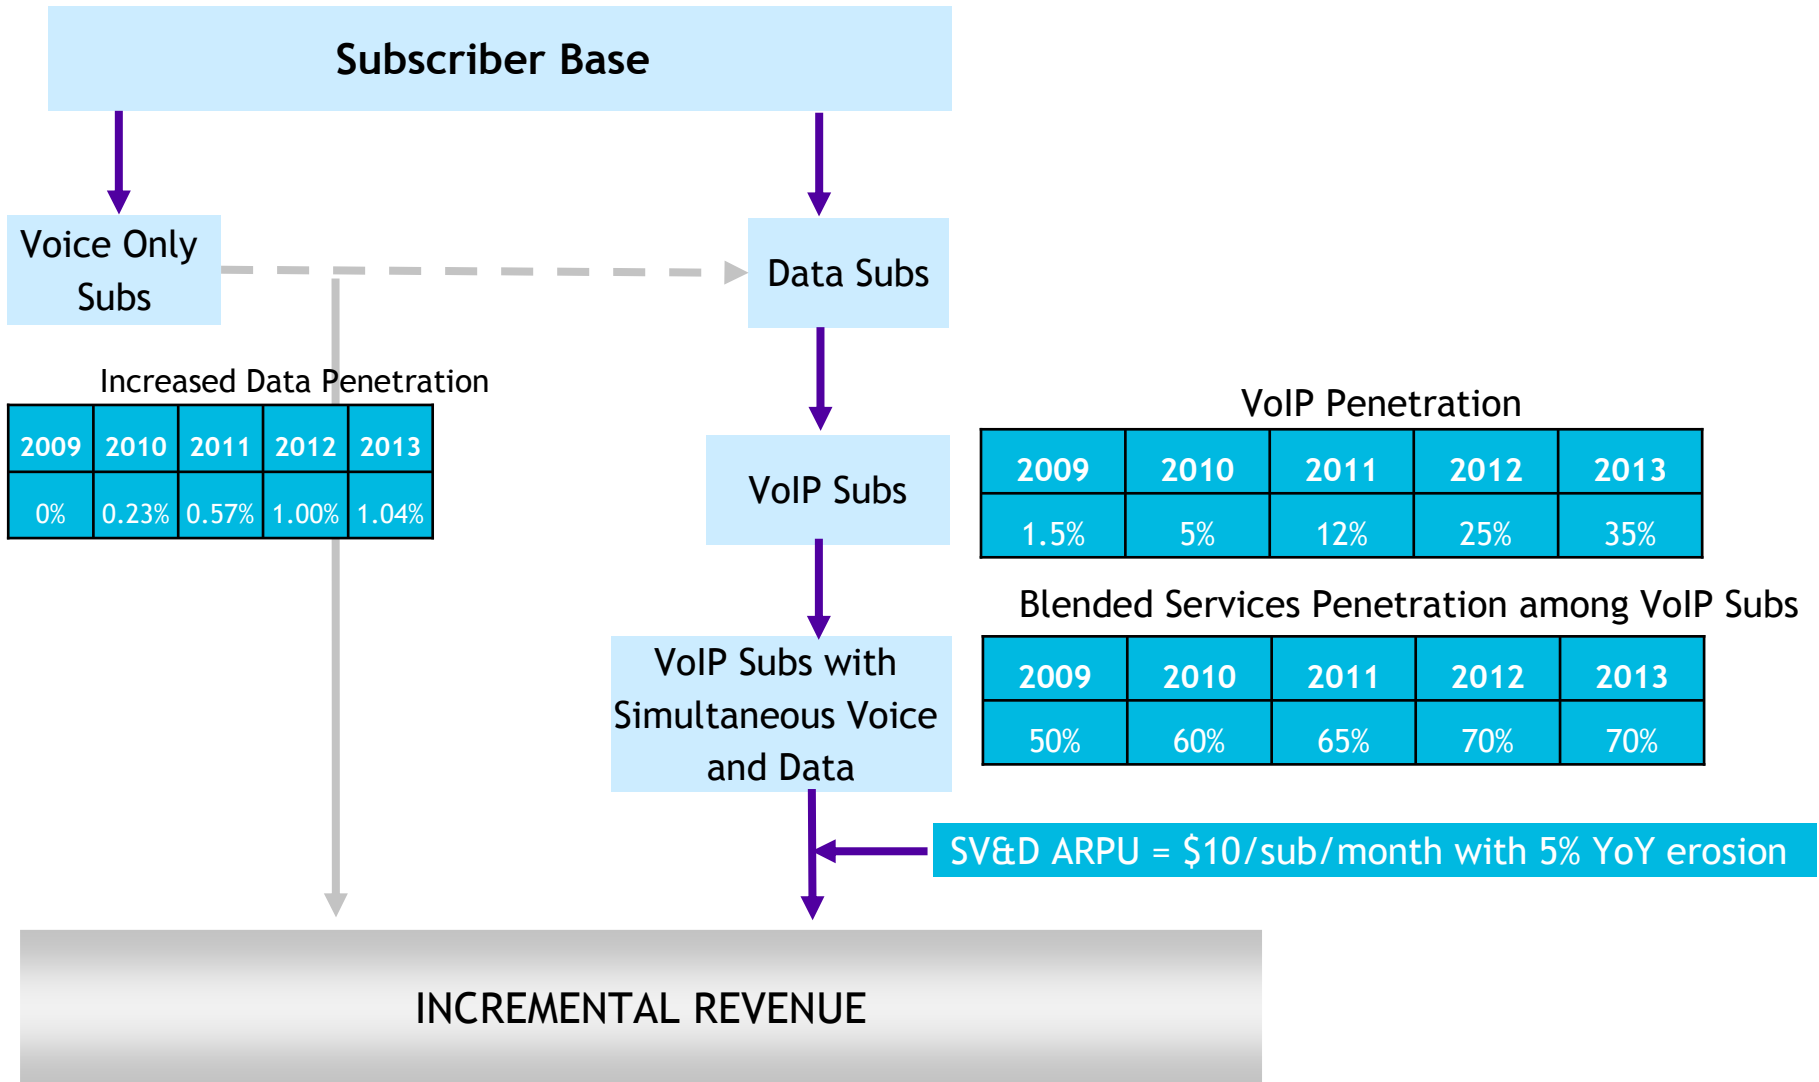 Subscriber Base
Voice Only
Subs
Data Subs
Increased Data Penetration
2009 2010 2011 2012 2013
0% 0.23% 0.57% 1.00% 1.04%
VoIP Subs
VoIP Penetration
2009 2010 2011 2012 2013
1.5% 5% 12% 25% 35%
Blended Services Penetration among VoIP Subs
2009 2010 2011 2012 2013
50% 60% 65% 70% 70%
VoIP Subs with
Simultaneous Voice
and Data
SV&D ARPU = $10/sub/month with 5% YoY erosion
INCREMENTAL REVENUE